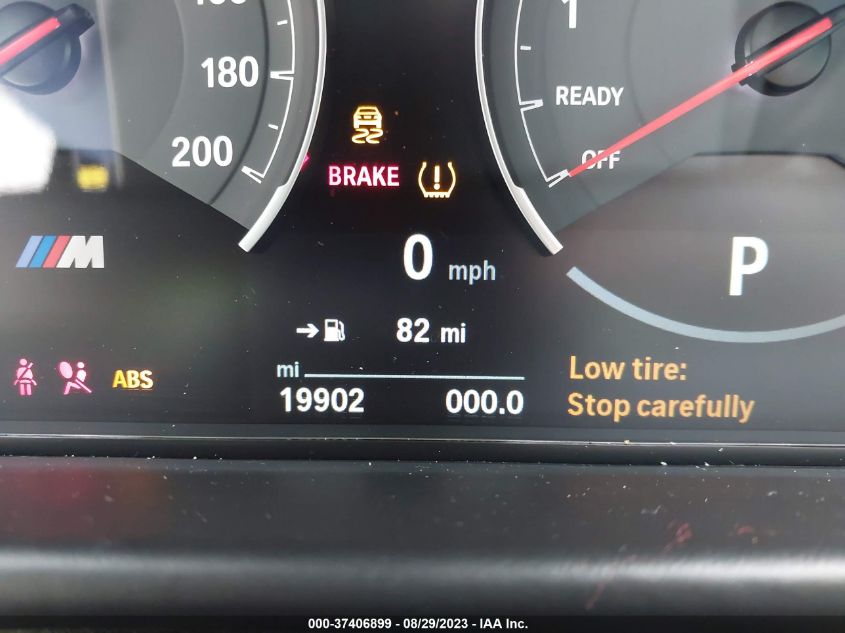 180
200
1
READY
OFF
BRAKE
M
0 mph
P
82 mi
ABS
mi
19902 000.0
Low tire:
Stop carefully
000-37406899 - 08/29/2023 - IAA Inc.